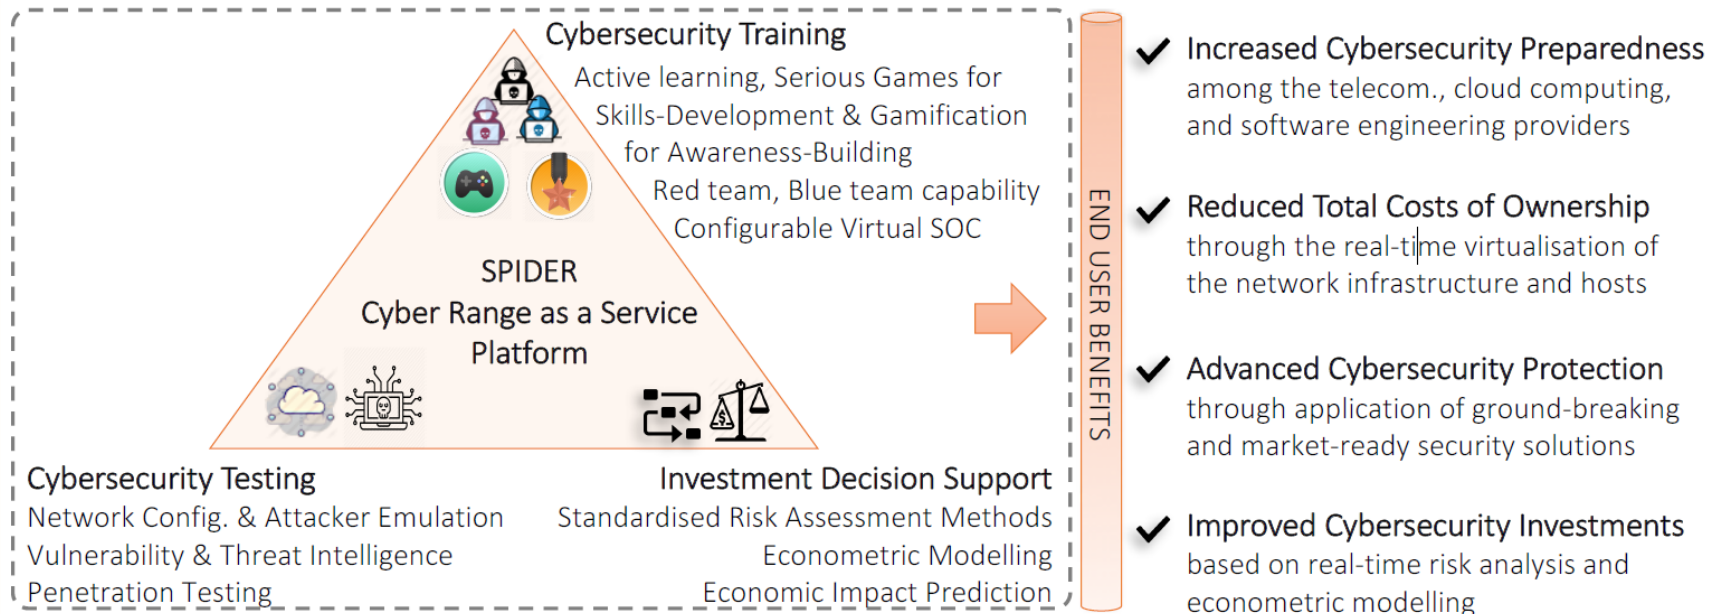 Cybersecurity Training
Active learning, Serious Games for
Skills-Development & Gamification
for Awareness-Building
Red team, Blue team capability
Configurable Virtual SOC
SPIDER
Cyber Range as a Service
Platform
$
Cybersecurity Testing
Network Config. & Attacker Emulation
Vulnerability & Threat Intelligence
Penetration Testing
Investment Decision Support
Standardised Risk Assessment Methods
Econometric Modelling
Economic Impact Prediction
END USER BENEFITS
Increased Cybersecurity Preparedness
among the telecom., cloud computing,
and software engineering providers
Reduced Total Costs of Ownership
through the real-time virtualisation of
the network infrastructure and hosts
Advanced Cybersecurity Protection
through application of ground-breaking
and market-ready security solutions
Improved Cybersecurity Investments
based on real-time risk analysis and
econometric modelling